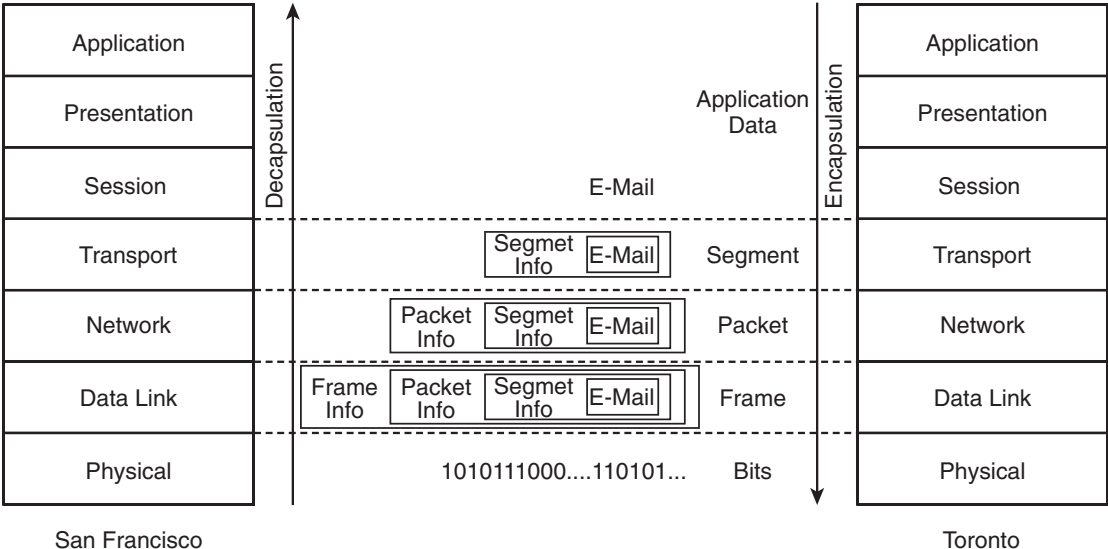 Application
Application
Decapsulation
Encapsulation
Application
Data
Presentation
Presentation
Session
E-Mail
Session
Transport
Segmet
Info
E-Mail
Segment
Transport
Network
Packet
Info
Segmet
Info
E-Mail
Packet
Network
Data Link
Frame
Info
Packet
Info
Segmet
Info
E-Mail
Frame
Data Link
Physical
1010111000....110101...
Bits
Physical
San Francisco
Toronto